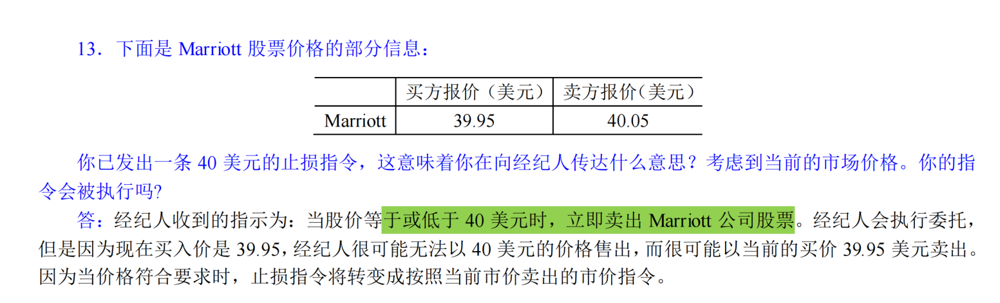 13．下面是 Marriott 股票价格的部分信息：
买方报价（美元） 卖方报价（美元）
Marriott 39.95 40.05
你已发出一条 40 美元的止损指令，这意味着你在向经纪人传达什么意思？考虑到当前的市场价格。你的指
令会被执行吗?
答：经纪人收到的指示为：当股价等于或低于 40 美元时，立即卖出 Marriott 公司股票。经纪人会执行委托，
但是因为现在买入价是 39.95，经纪人很可能无法以 40 美元的价格售出，而很可能以当前的买价 39.95 美元卖出。
因为当价格符合要求时，止损指令将转变成按照当前市价卖出的市价指令。